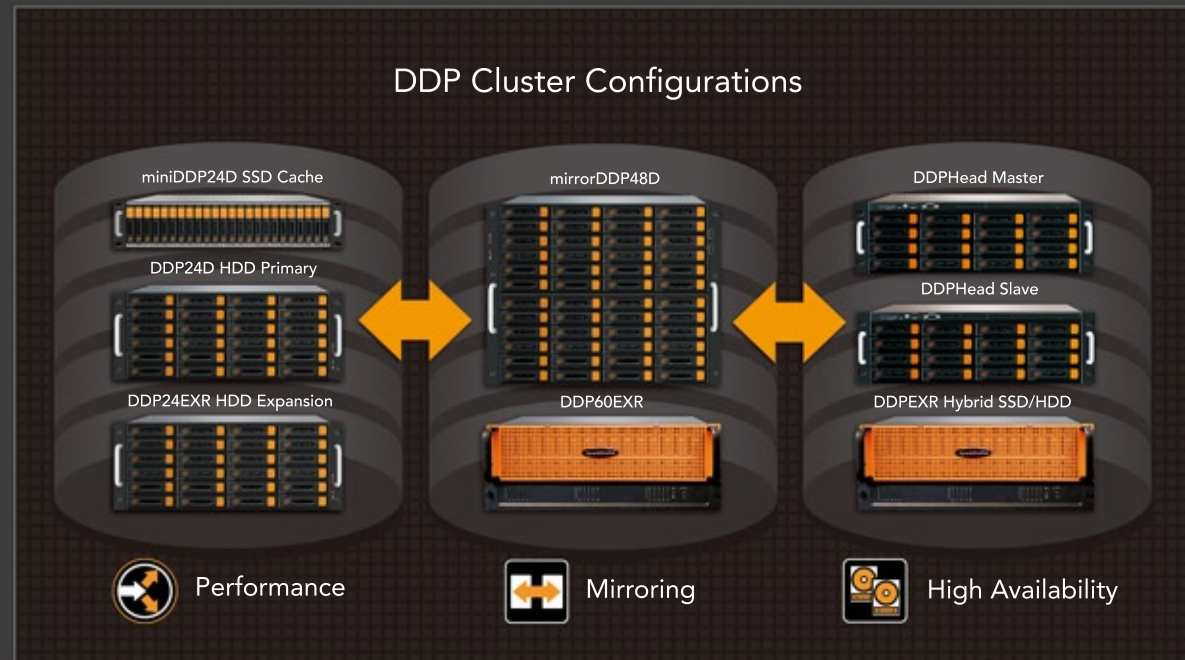 DDP Cluster Configurations
miniDDP24D SSD Cache
DDP24D HDD Primary
DDP24EXR HDD Expansion
mirrorDDP48D
DDP60EXR
DDPHead Master
DDPHead Slave
DDPEXR Hybrid SSD/HDD
Performance
Mirroring
High Availability